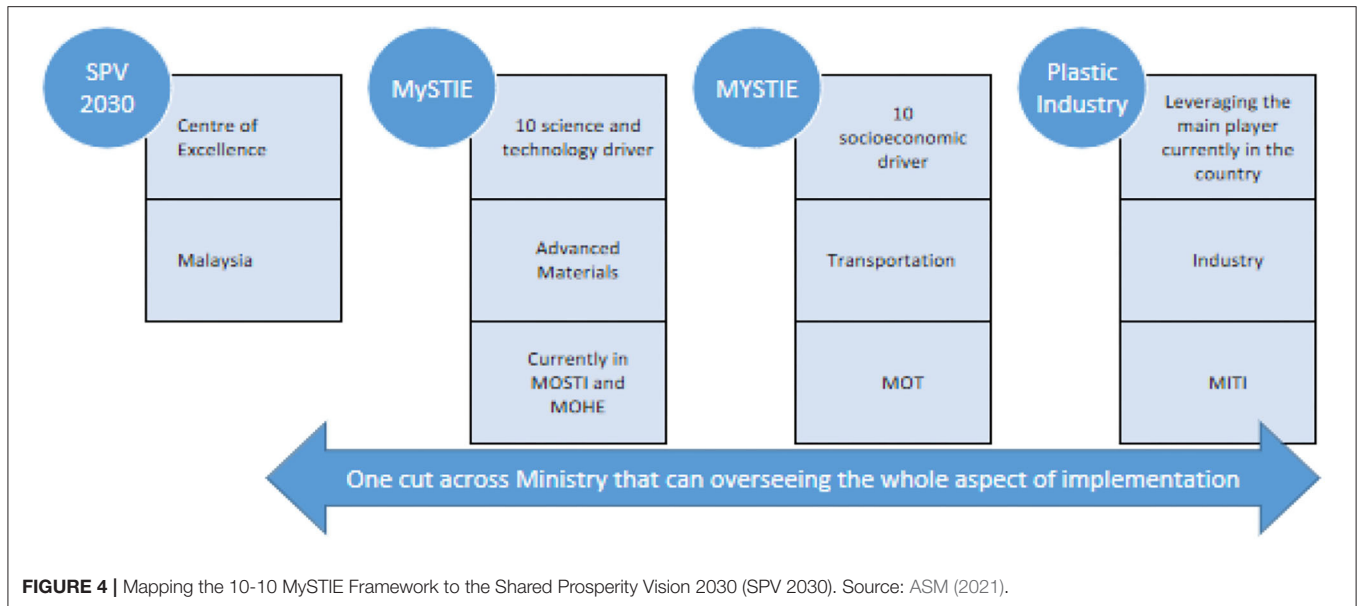 SPV
2030
Centre of
Excellence
Malaysia
MySTIE
10 science and
technology driver
Advanced
Materials
Currently in
MOSTI and
MOHE
MYSTIE
10
socioeconomic
driver
Transportation
MOT
Plastic
Industry
Leveraging the
main player
currently in the
country
Industry
MITI
One cut across Ministry that can overseeing the whole aspect of implementation
FIGURE 4 | Mapping the 10-10 MySTIE Framework to the Shared Prosperity Vision 2030 (SPV 2030). Source: ASM (2021).